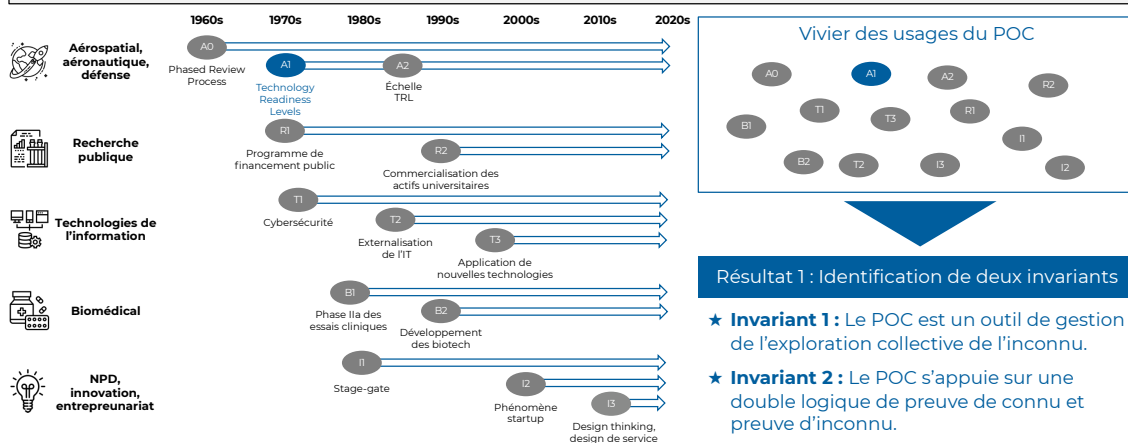 1960s 1970s 1980s 1990s 2000s 2010s 2020s
Aérospatial,
aéronautique,
défense
A0
Phased Review
Process
A1
Technology
Readiness
Levels
A2
Échelle
TRL
Recherche
publique
R1
Programme de
financement public
R2
Commercialisation des
actifs universitaires
Technologies de
l'information
T1
Cybersécurité
T2
Externalisation
de l'IT
T3
Application de
nouvelles technologies
Biomédical
B1
Phase IIa des
essais cliniques
B2
Développement
des biotech
NPD,
innovation,
entrepreunariat
I1
Stage-gate
I2
Phénomène
startup
I3
Design thinking,
design de service
Vivier des usages du POC
A0 A1 A2 R2
B1 T1 T3 R1 I1
B2 T2 I3 I2
Résultat 1 : Identification de deux invariants
★ Invariant 1 : Le POC est un outil de gestion
de l'exploration collective de l'inconnu.
★ Invariant 2 : Le POC s'appuie sur une
double logique de preuve de connu et
preuve d'inconnu.